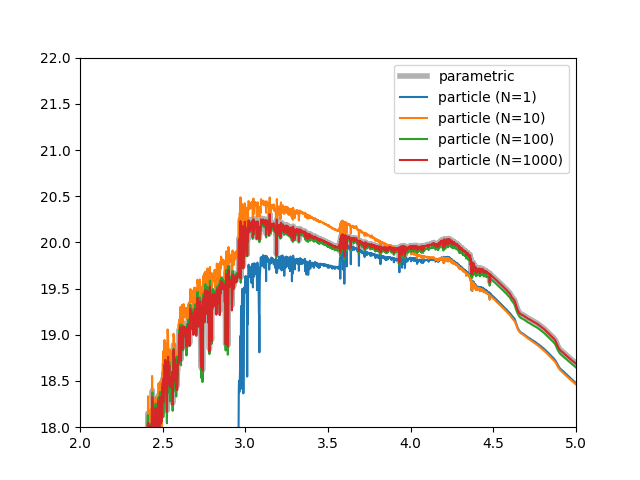 22.0
21.5
21.0
20.5
20.0
19.5
19.0
18.5
18.0
2.0 2.5 3.0 3.5 4.0 4.5 5.0
parametric
particle (N=1)
particle (N=10)
particle (N=100)
particle (N=1000)